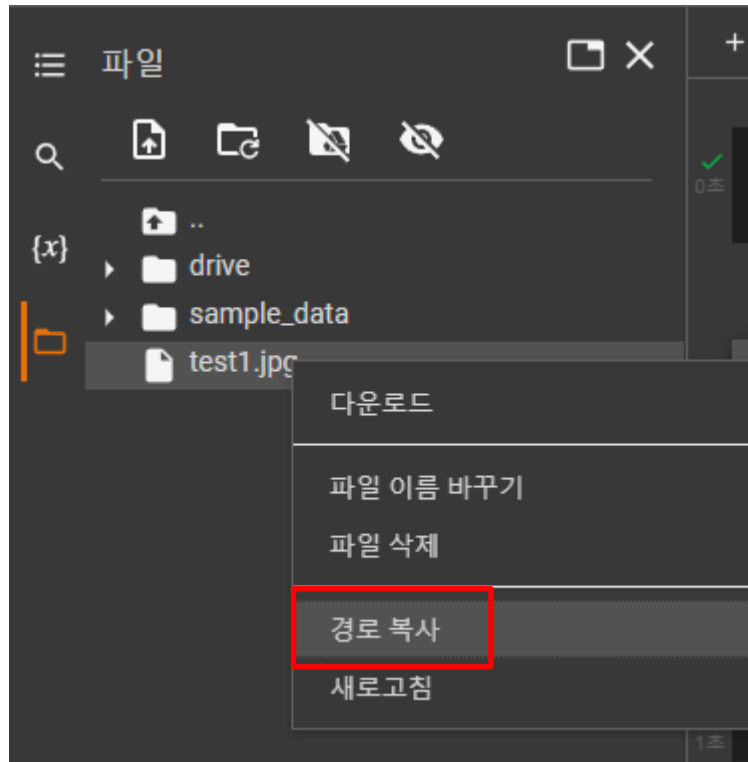 파일
+
0초
{x}
..
drive
sample_data
test1.jpg
다운로드
파일 이름 바꾸기
파일 삭제
경로 복사
새로고침
1초